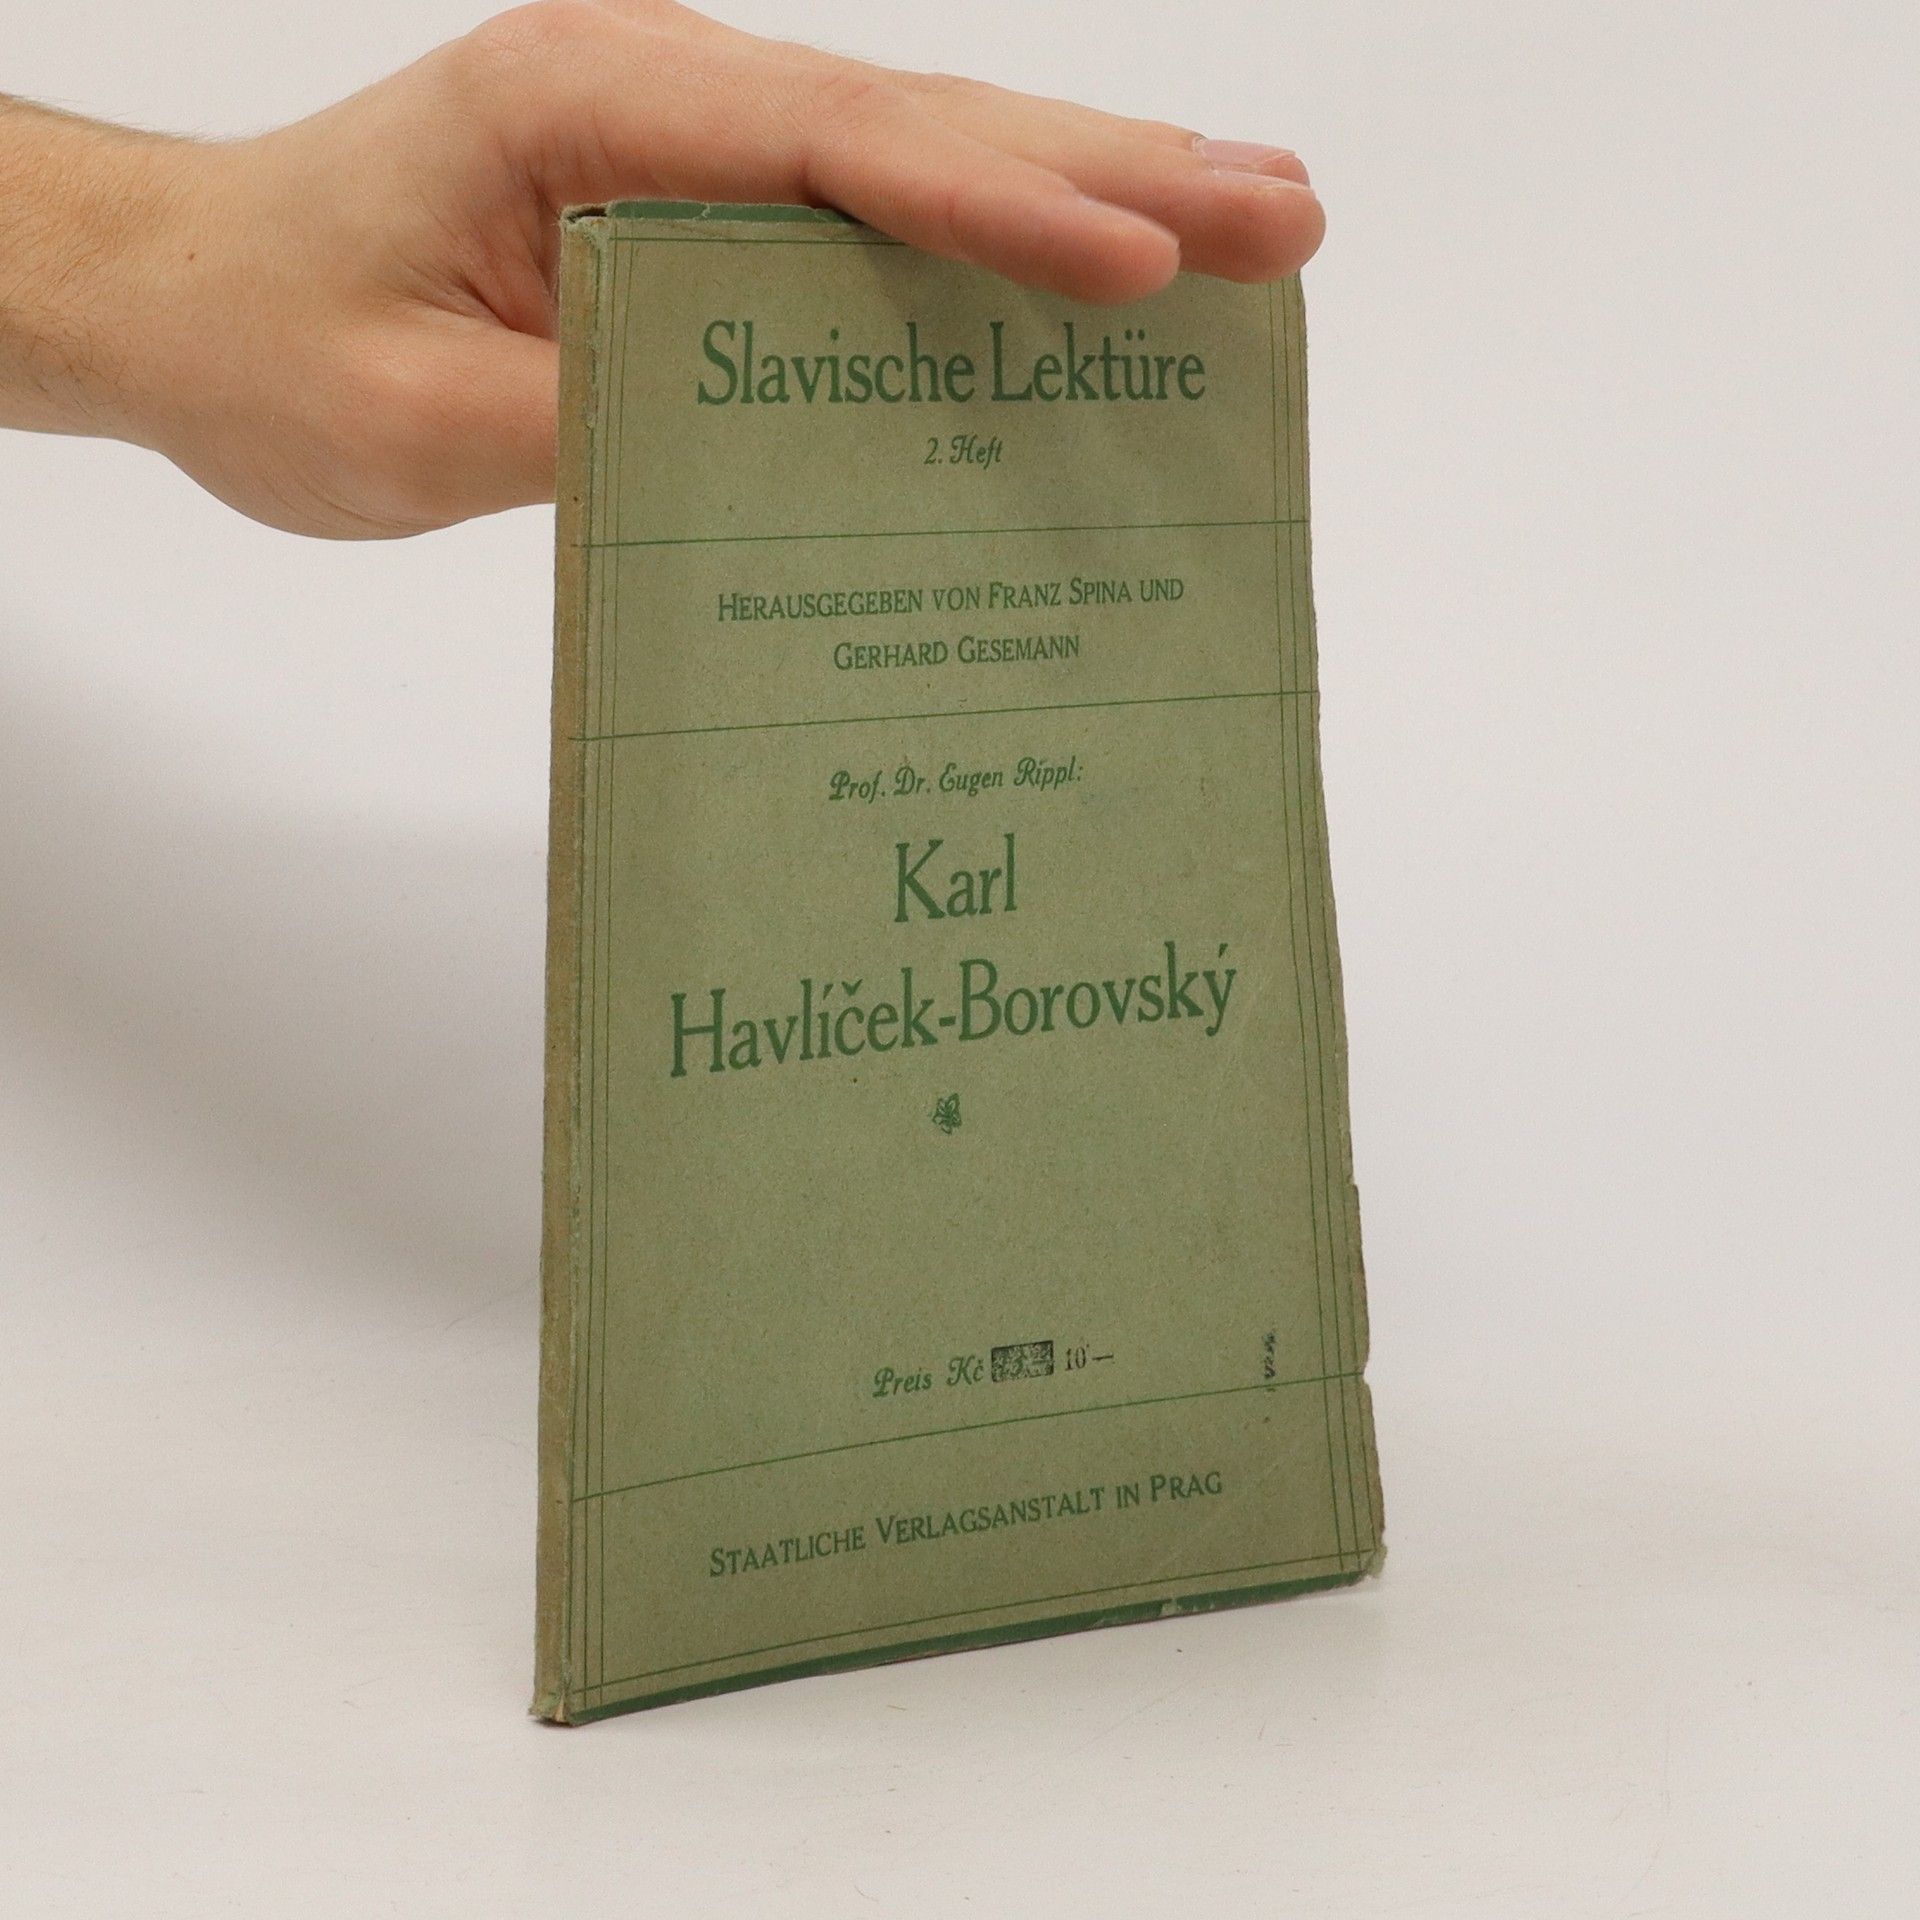 Slavische Lektüre
2. Heft
HERAUSGEGEBEN VON FRANZ SPINA UND
GERHARD GESEMANN
Prof. Dr. Eugen Rippl:
Karl
Havlíček-Borovský
Preis Kč 10·—
STAATLICHE VERLAGSANSTALT IN PRAG